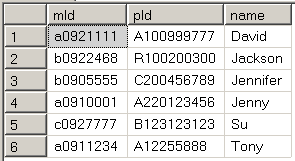 mId pId name
1 a0921111 A100999777 David
2 b0922468 R100200300 Jackson
3 b0905555 C200456789 Jennifer
4 a0910001 A220123456 Jenny
5 c0927777 B123123123 Su
6 a0911234 A12255888 Tony